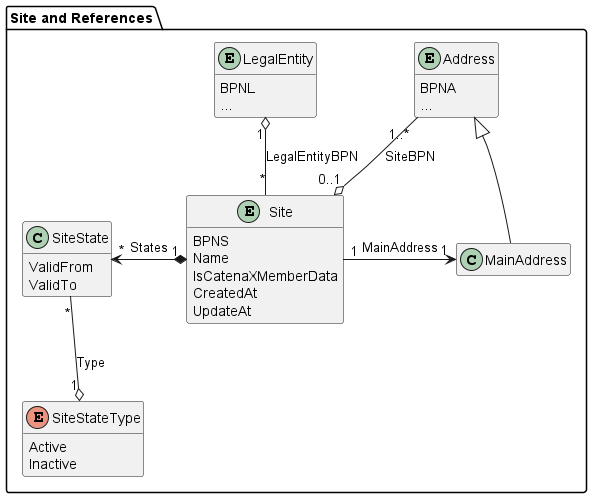 Site and References
E LegalEntity
BPNL
...
E Address
BPNA
...
1
LegalEntityBPN
*
1..*
SiteBPN
0..1
E Site
BPNS
Name
IsCatenaXMemberData
CreatedAt
UpdateAt
C SiteState
ValidFrom
ValidTo
* States 1
1 MainAddress 1
C MainAddress
*
Type
1
E SiteStateType
Active
Inactive